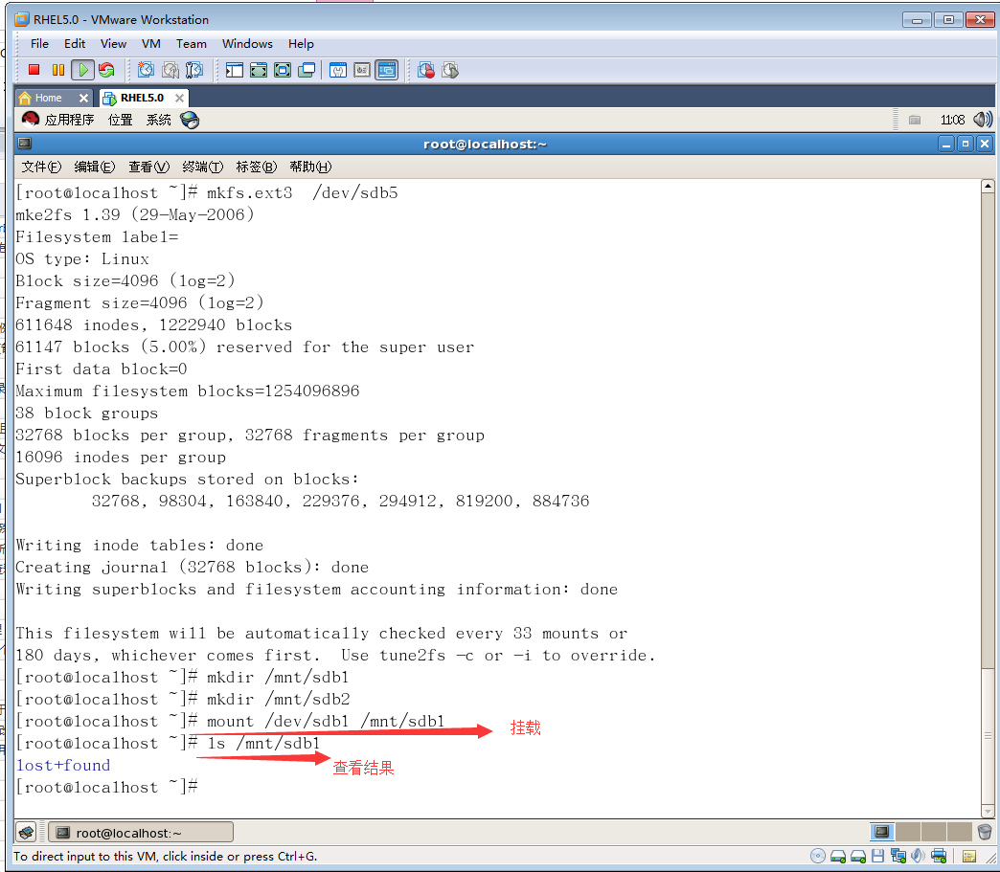 RHEL5.0 - VMware Workstation
File Edit View VM Team Windows Help
Home RHEL5.0
应用程序 位置 系统 11:08
root@localhost:~
文件(F) 编辑(E) 查看(V) 终端(T) 标签(B) 帮助(H)
[root@localhost ~]# mkfs.ext3  /dev/sdb5
mke2fs 1.39 (29-May-2006)
Filesystem label=
OS type: Linux
Block size=4096 (log=2)
Fragment size=4096 (log=2)
611648 inodes, 1222940 blocks
61147 blocks (5.00%) reserved for the super user
First data block=0
Maximum filesystem blocks=1254096896
38 block groups
32768 blocks per group, 32768 fragments per group
16096 inodes per group
Superblock backups stored on blocks:
32768, 98304, 163840, 229376, 294912, 819200, 884736
Writing inode tables: done
Creating journal (32768 blocks): done
Writing superblocks and filesystem accounting information: done
This filesystem will be automatically checked every 33 mounts or
180 days, whichever comes first.  Use tune2fs -c or -i to override.
[root@localhost ~]# mkdir /mnt/sdb1
[root@localhost ~]# mkdir /mnt/sdb2
[root@localhost ~]# mount /dev/sdb1 /mnt/sdb1
挂载
[root@localhost ~]# ls /mnt/sdb1
lost+found
查看结果
[root@localhost ~]#
root@localhost:~
To direct input to this VM, click inside or press Ctrl+G.